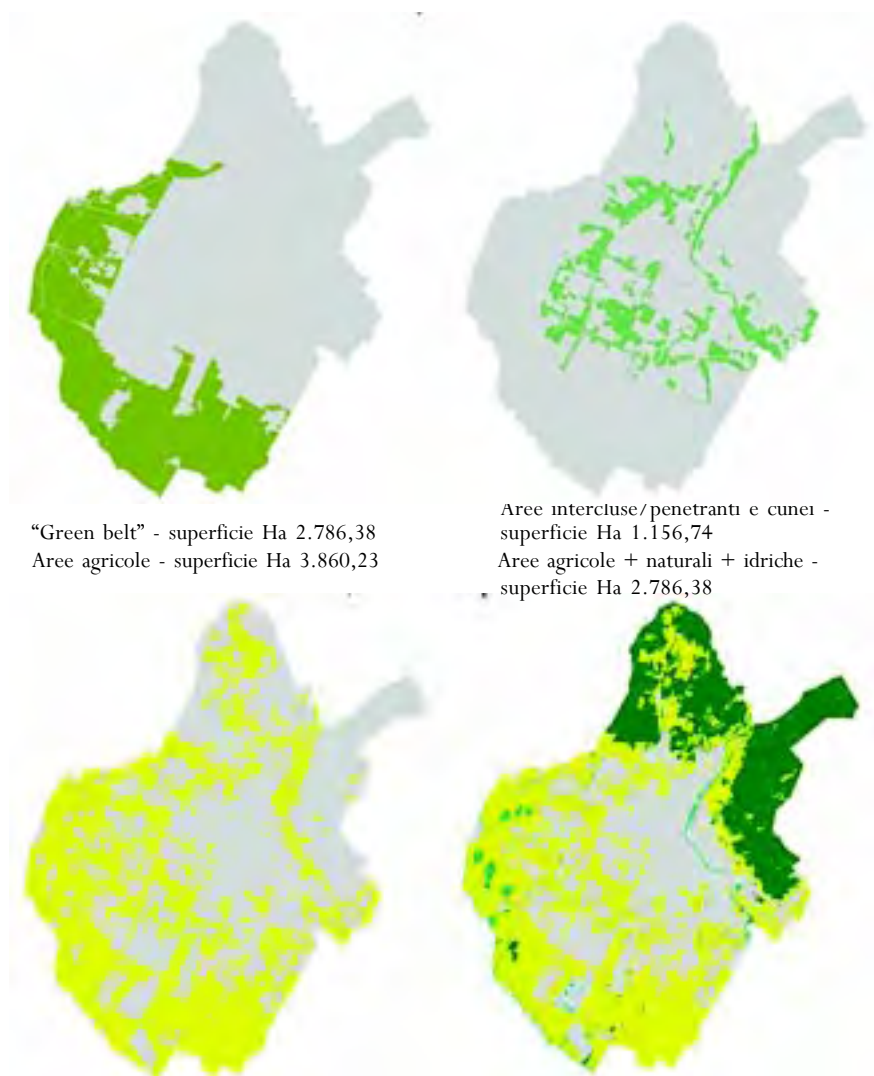 “Green belt” - superficie Ha 2.786,38
Aree agricole - superficie Ha 3.860,23
Aree intercluse/penetranti e cunei -
superficie Ha 1.156,74
Aree agricole + naturali + idriche -
superficie Ha 2.786,38